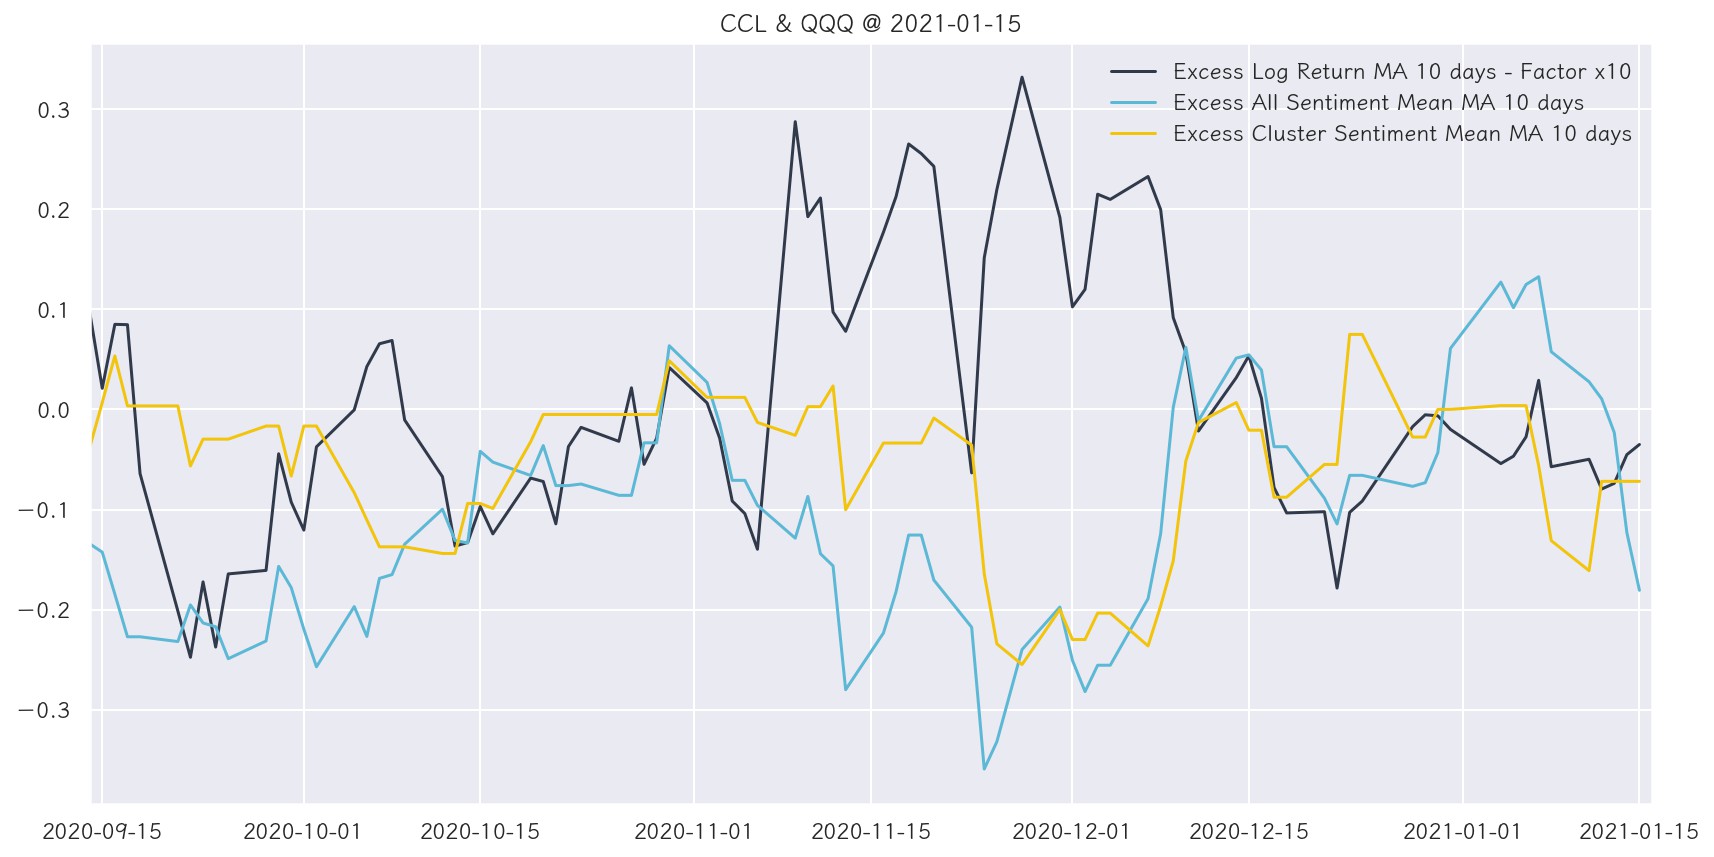 CCL & QQQ @ 2021-01-15
Excess Log Return MA 10 days - Factor x10
Excess All Sentiment Mean MA 10 days
Excess Cluster Sentiment Mean MA 10 days
0.3
0.2
0.1
0.0
−0.1
−0.2
−0.3
2020-09-15 2020-10-01 2020-10-15 2020-11-01 2020-11-15 2020-12-01 2020-12-15 2021-01-01 2021-01-15